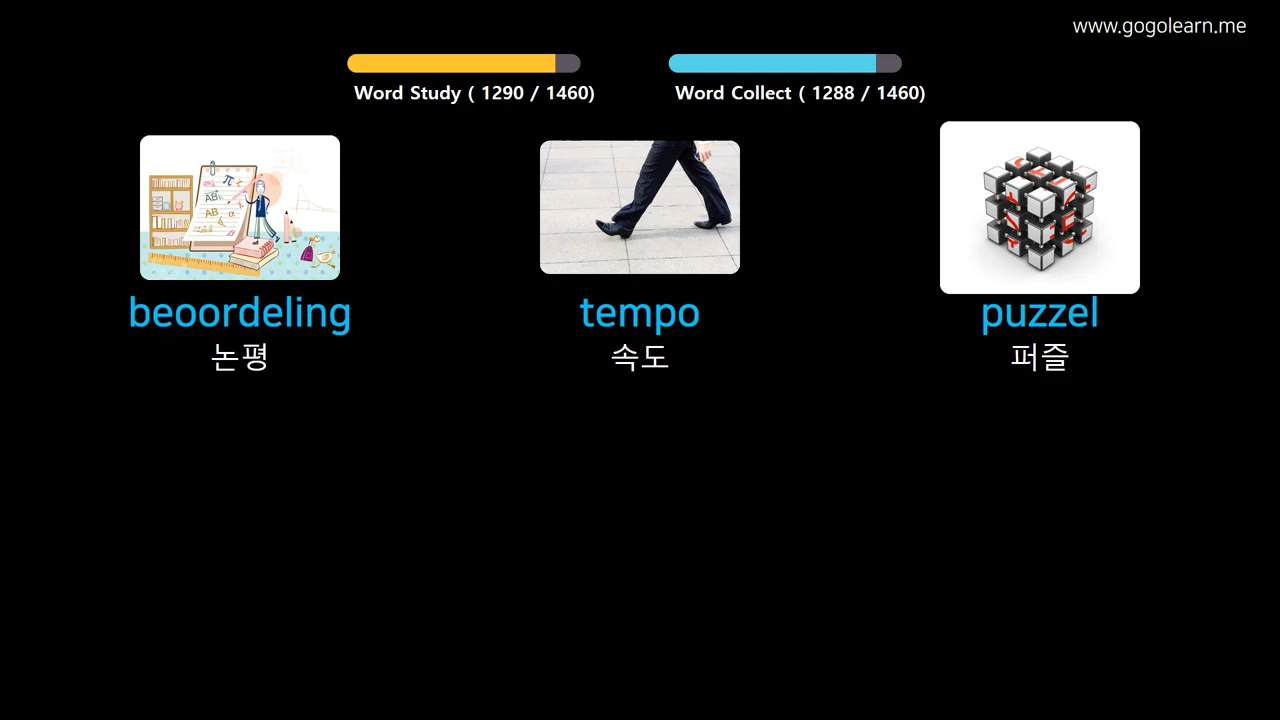 www.gogolearn.me
Word Study ( 1290 / 1460)
Word Collect ( 1288 / 1460)
beoordeling
tempo
puzzel
논평
속도
퍼즐